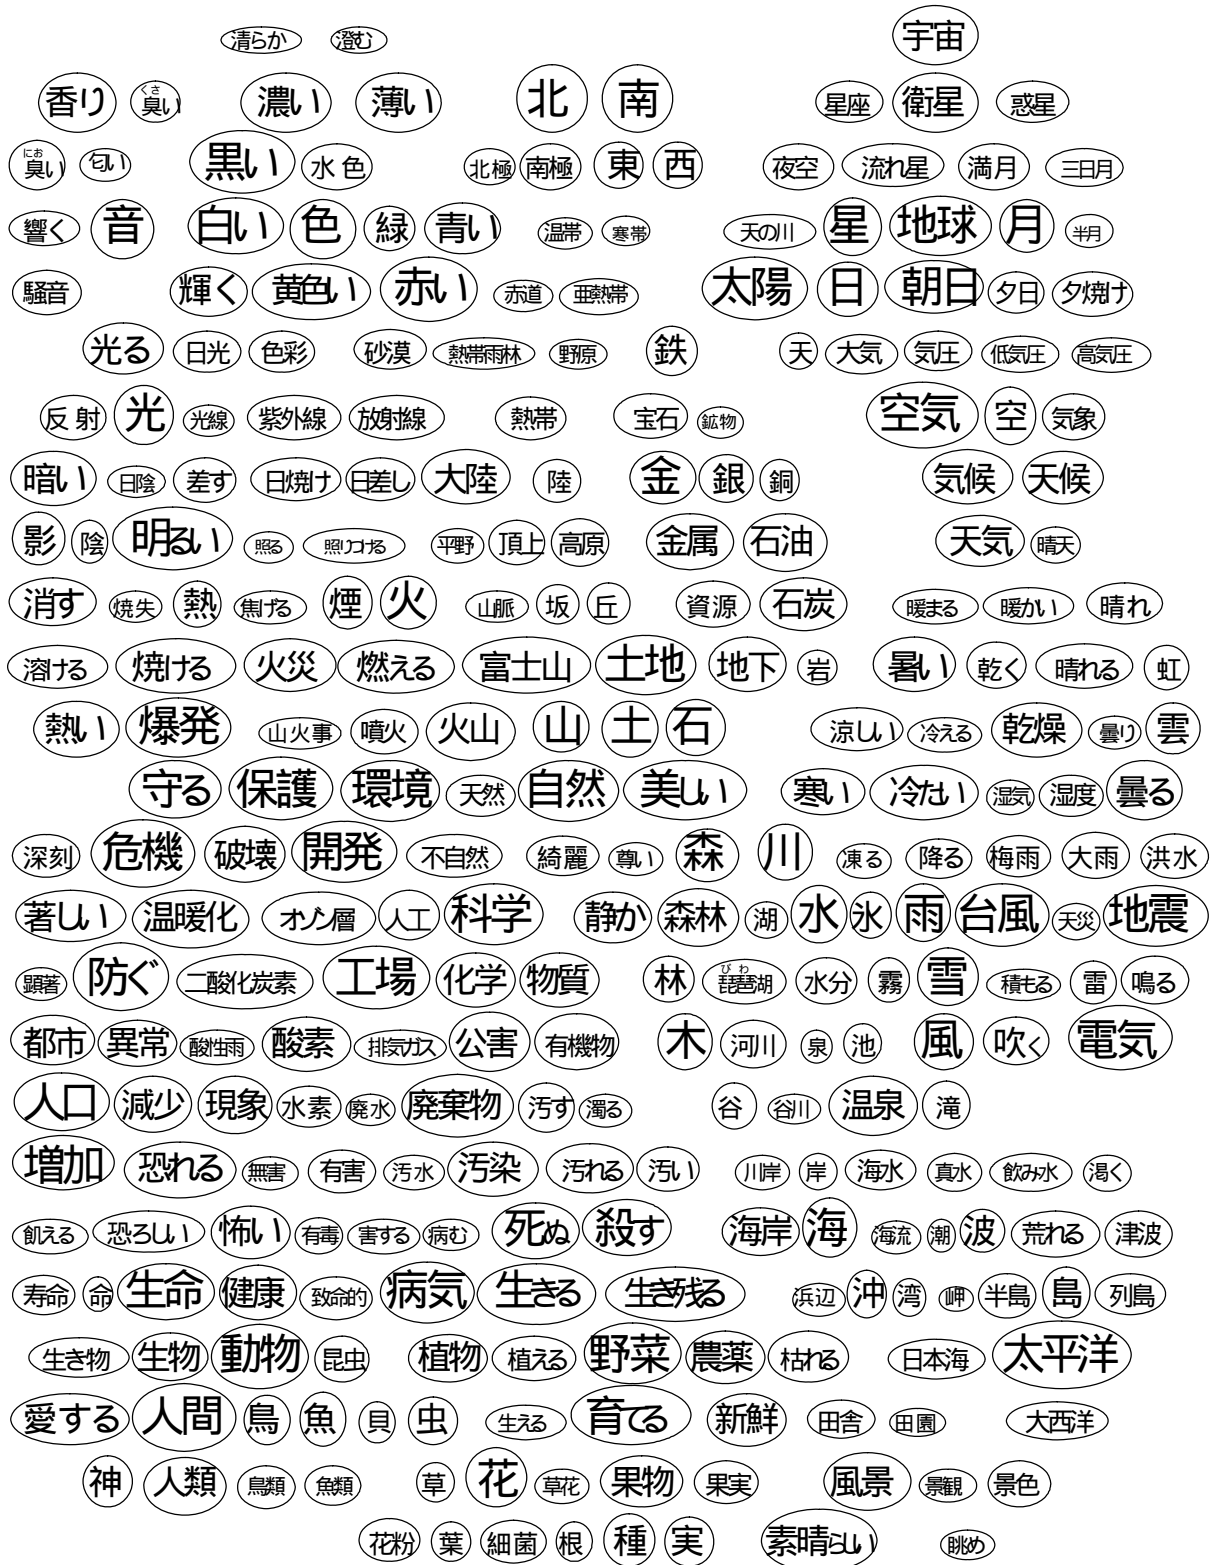 清らか 澄む 宇宙
香り 臭い(くさ) 濃い 薄い 北 南 星座 衛星 惑星
臭い(にお) 匂い 黒い 水色 北極 南極 東 西 夜空 流れ星 満月 三日月
響く 音 白い 色 緑 青い 温帯 寒帯 天の川 星 地球 月 半月
騒音 輝く 黄色い 赤い 赤道 亜熱帯 太陽 日 朝日 夕日 夕焼け
光る 日光 色彩 砂漠 熱帯雨林 野原 鉄 天 大気 気圧 低気圧 高気圧
反射 光 光線 紫外線 放射線 熱帯 宝石 鉱物 空気 空 気象
暗い 日陰 差す 日焼け 日差し 大陸 陸 金 銀 銅 気候 天候
影 陰 明るい 照る 照りつける 平野 頂上 高原 金属 石油 天気 晴天
消す 焼失 熱 焦げる 煙 火 山脈 坂 丘 資源 石炭 暖まる 暖かい 晴れ
溶ける 焼ける 火災 燃える 富士山 土地 地下 岩 暑い 乾く 晴れる 虹
熱い 爆発 山火事 噴火 火山 山 土 石 涼しい 冷える 乾燥 曇り 雲
守る 保護 環境 天然 自然 美しい 寒い 冷たい 湿気 湿度 曇る
深刻 危機 破壊 開発 不自然 綺麗 尊い 森 川 凍る 降る 梅雨 大雨 洪水
著しい 温暖化 オゾン層 人工 科学 静か 森林 湖 水 氷 雨 台風 天災 地震
顕著 防ぐ 二酸化炭素 工場 化学 物質 林 琵琶湖(びわ) 水分 霧 雪 積もる 雷 鳴る
都市 異常 酸性雨 酸素 排気ガス 公害 有機物 木 河川 泉 池 風 吹く 電気
人口 減少 現象 水素 廃水 廃棄物 汚す 濁る 谷 谷川 温泉 滝
増加 恐れる 無害 有害 汚水 汚染 汚れる 汚い 川岸 岸 海水 真水 飲み水 渇く
飢える 恐ろしい 怖い 有毒 害する 病む 死ぬ 殺す 海岸 海 海流 潮 波 荒れる 津波
寿命 命 生命 健康 致命的 病気 生きる 生き残る 浜辺 沖 湾 岬 半島 島 列島
生き物 生物 動物 昆虫 植物 植える 野菜 農薬 枯れる 日本海 太平洋
愛する 人間 鳥 魚 貝 虫 生える 育てる 新鮮 田舎 田園 大西洋
神 人類 鳥類 魚類 草 花 草花 果物 果実 風景 景観 景色
花粉 葉 細菌 根 種 実 素晴らしい 眺め